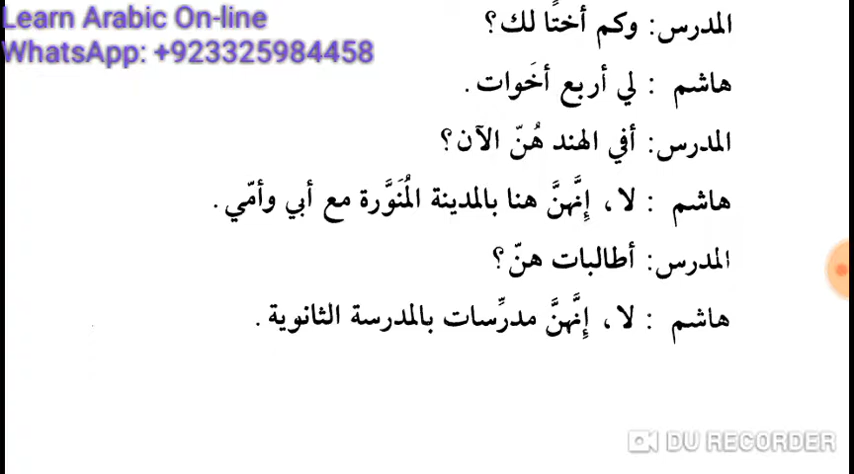 Learn Arabic On-line
WhatsApp: +923325984458
المدرس: وكم أختًا لك؟
هاشم : لي أربع أخَوات.
المدرس: أفي الهند هُنّ الآن؟
هاشم : لا، إِنَّهنَّ هنا بالمدينة المُنَوَّرة مع أبي وأمّي.
المدرس: أطالبات هنّ؟
هاشم : لا، إِنَّهنَّ مدرِّسات بالمدرسة الثانوية.
DU RECORDER